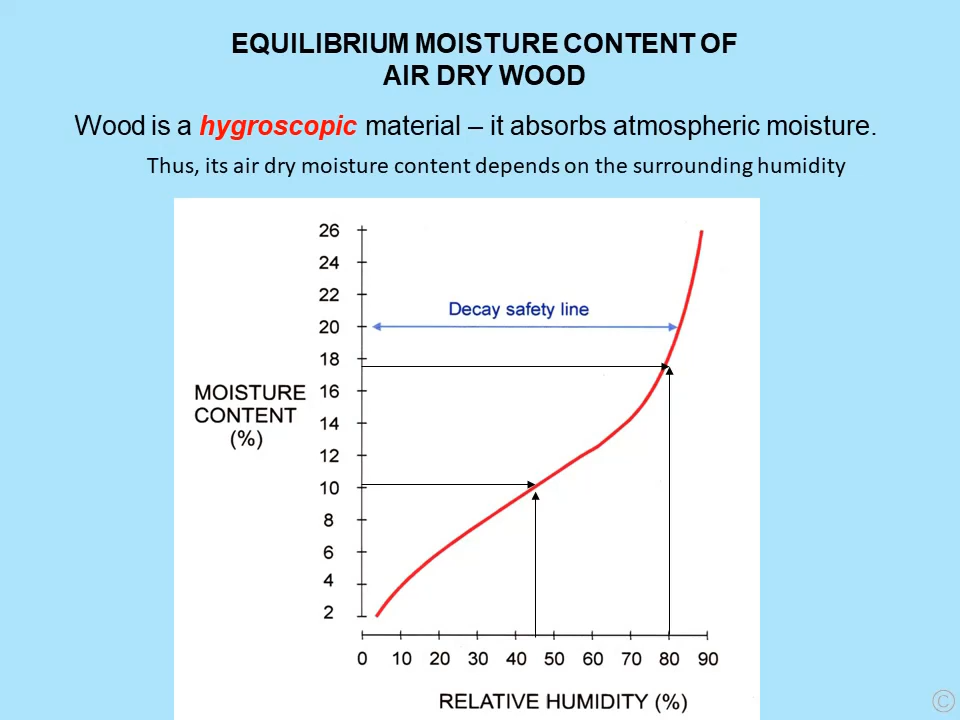 EQUILIBRIUM MOISTURE CONTENT OF
AIR DRY WOOD
Wood is a hygroscopic material – it absorbs atmospheric moisture.
Thus, its air dry moisture content depends on the surrounding humidity
26
24
22
Decay safety line
20
18
16
MOISTURE
CONTENT
(%)
14
12
10
8
6
4
2
0 10 20 30 40 50 60 70 80 90
RELATIVE HUMIDITY (%)
©